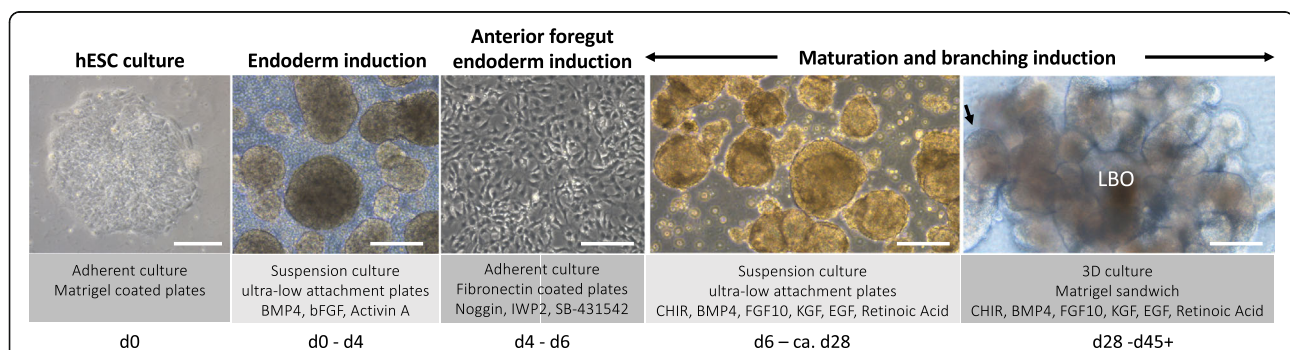 hESC culture
Endoderm induction
Anterior foregut
endoderm induction
Maturation and branching induction
LBO
Adherent culture
Matrigel coated plates
Suspension culture
ultra-low attachment plates
BMP4, bFGF, Activin A
Adherent culture
Fibronectin coated plates
Noggin, IWP2, SB-431542
Suspension culture
ultra-low attachment plates
CHIR, BMP4, FGF10, KGF, EGF, Retinoic Acid
3D culture
Matrigel sandwich
CHIR, BMP4, FGF10, KGF, EGF, Retinoic Acid
d0
d0 - d4
d4 - d6
d6 – ca. d28
d28 -d45+